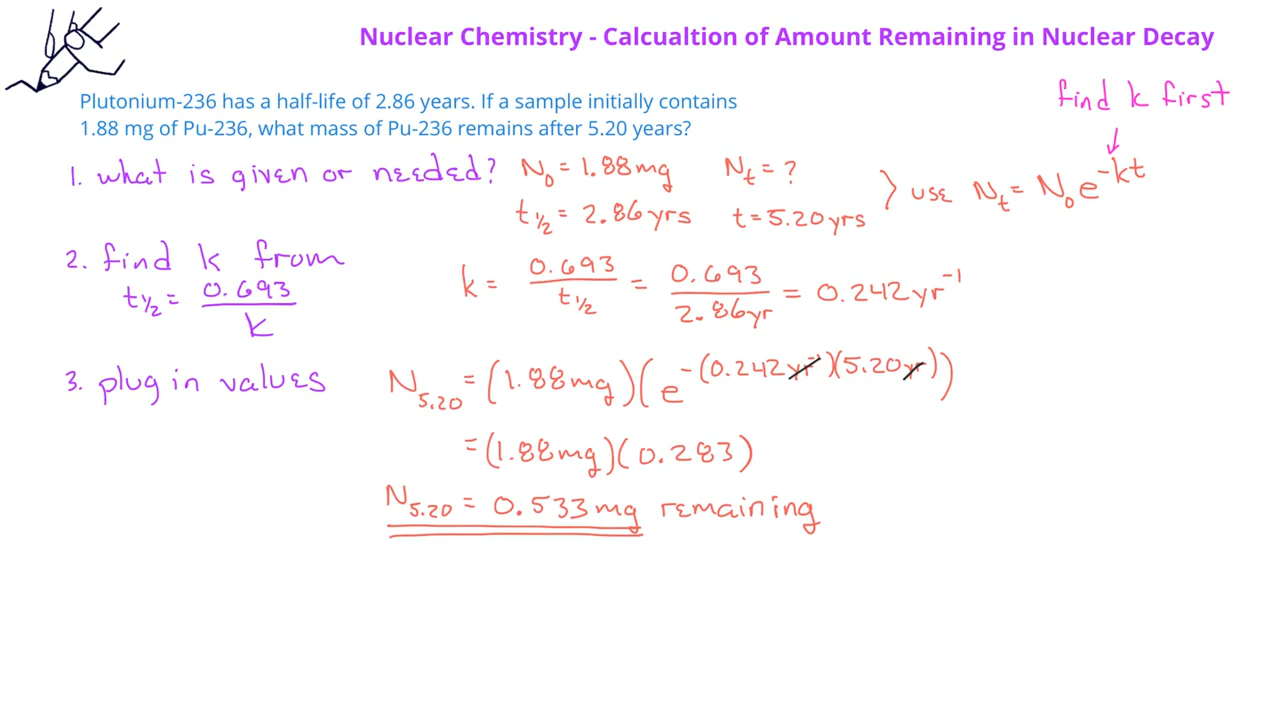 Nuclear Chemistry - Calcualtion of Amount Remaining in Nuclear Decay
Plutonium-236 has a half-life of 2.86 years. If a sample initially contains
1.88 mg of Pu-236, what mass of Pu-236 remains after 5.20 years?
find k first
1. what is given or needed?
N₀ = 1.88mg
Nₜ = ?
t½ = 2.86yrs
t = 5.20yrs
} use Nₜ = N₀e^-kt
2. find k from
t½ = 0.693/k
k = 0.693/t½ = 0.693/2.86yr = 0.242yr⁻¹
3. plug in values
N5.20 = (1.88mg)(e^-(0.242yr⁻¹)(5.20yr))
= (1.88mg)(0.283)
N5.20 = 0.533mg remaining